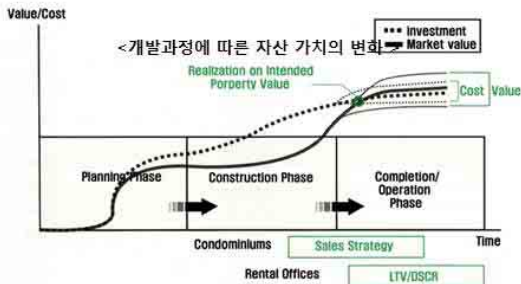 Value/Cost
Investment
Market value
<개발과정에 따른 자산 가치의 변화>
Realization on Intended
Porperty Value
Cost
Value
Planning Phase
Construction Phase
Completion/
Operation
Phase
Time
Condominiums
Sales Strategy
Rental Offices
LTV/DSCR